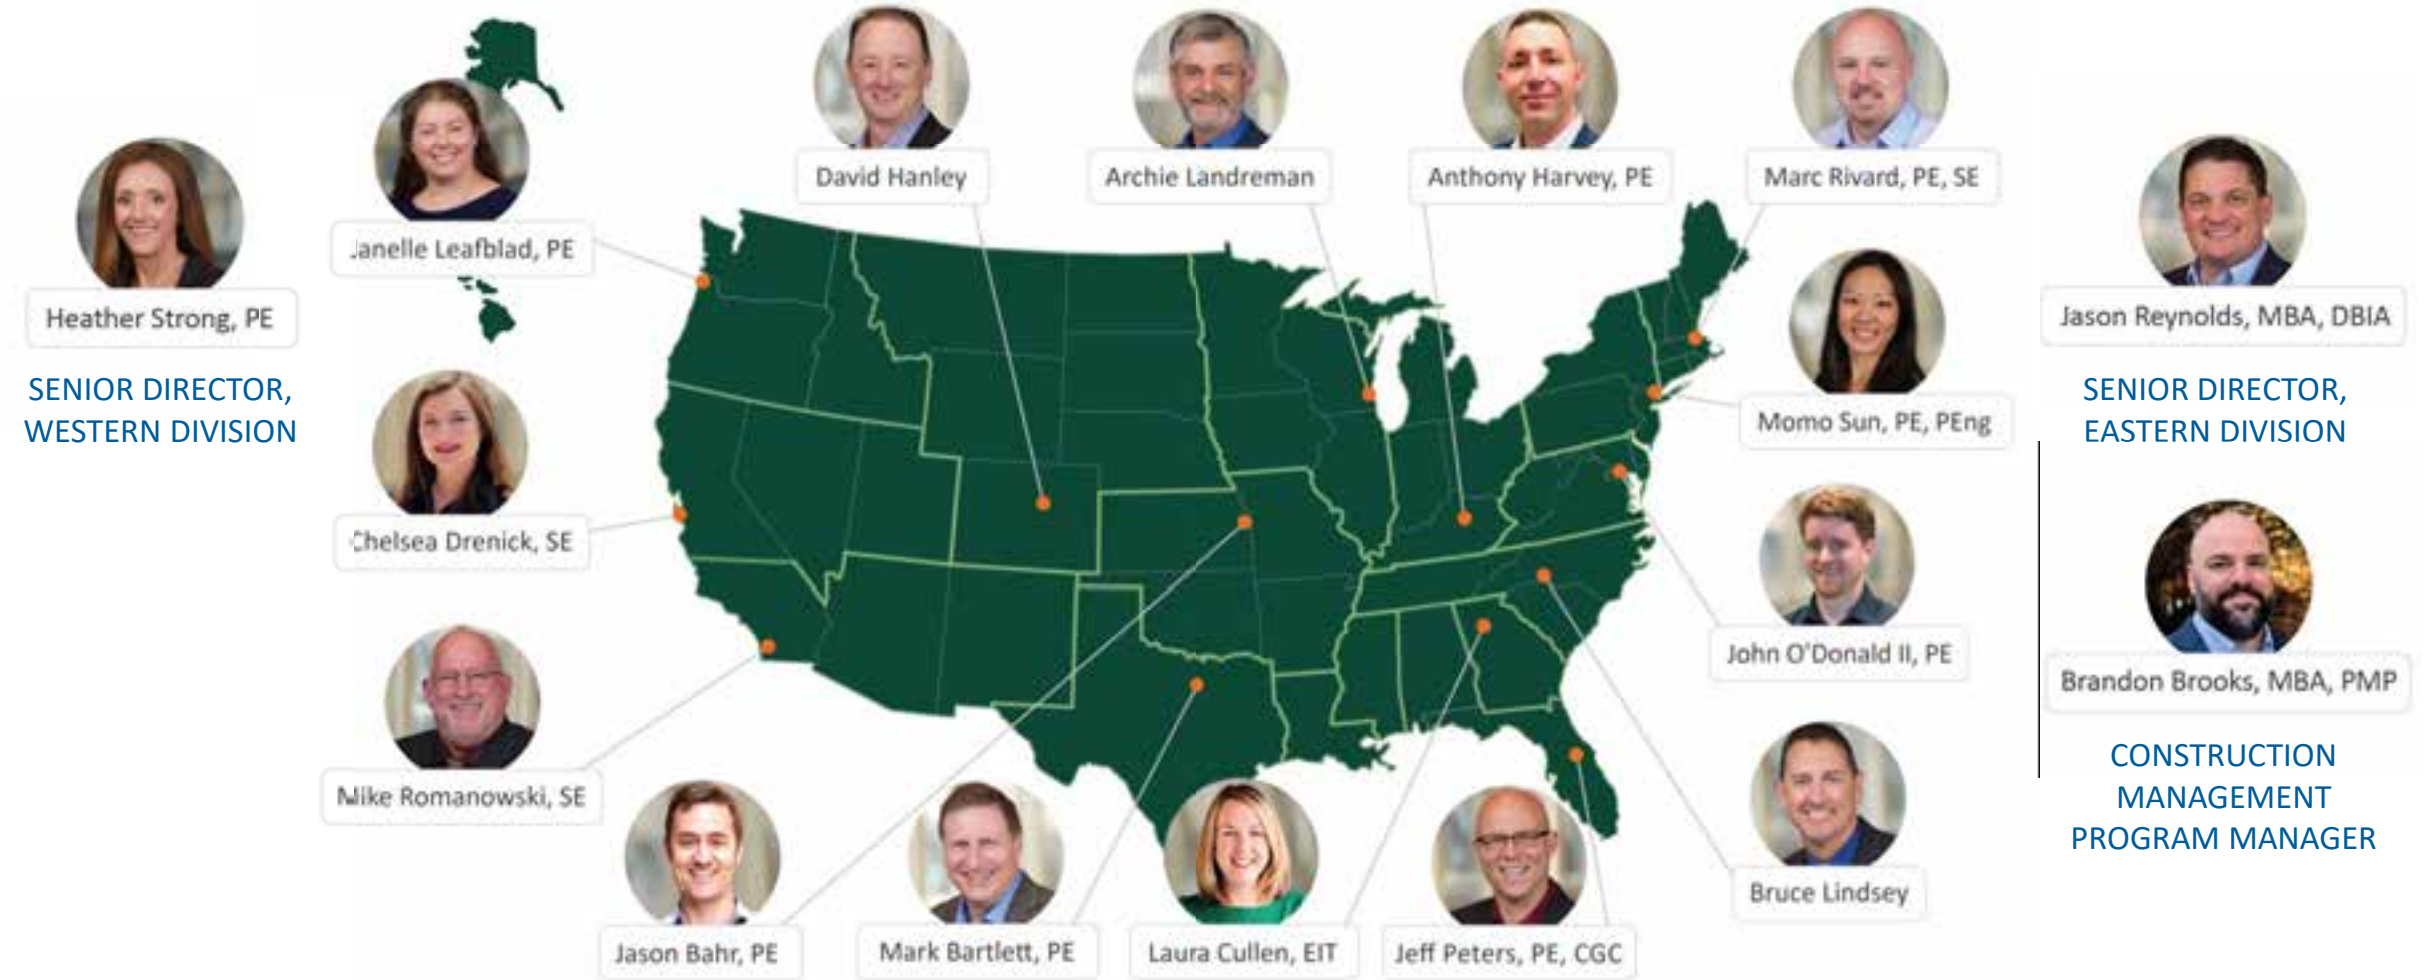 David Hanley
Archie Landreman
Anthony Harvey, PE
Marc Rivard, PE, SE
Janelle Leafblad, PE
Heather Strong, PE
SENIOR DIRECTOR,
WESTERN DIVISION
Jason Reynolds, MBA, DBIA
SENIOR DIRECTOR,
EASTERN DIVISION
Momo Sun, PE, PEng
Chelsea Drenick, SE
John O'Donald II, PE
Brandon Brooks, MBA, PMP
CONSTRUCTION
MANAGEMENT
PROGRAM MANAGER
Mike Romanowski, SE
Bruce Lindsey
Jason Bahr, PE
Mark Bartlett, PE
Laura Cullen, EIT
Jeff Peters, PE, CGC